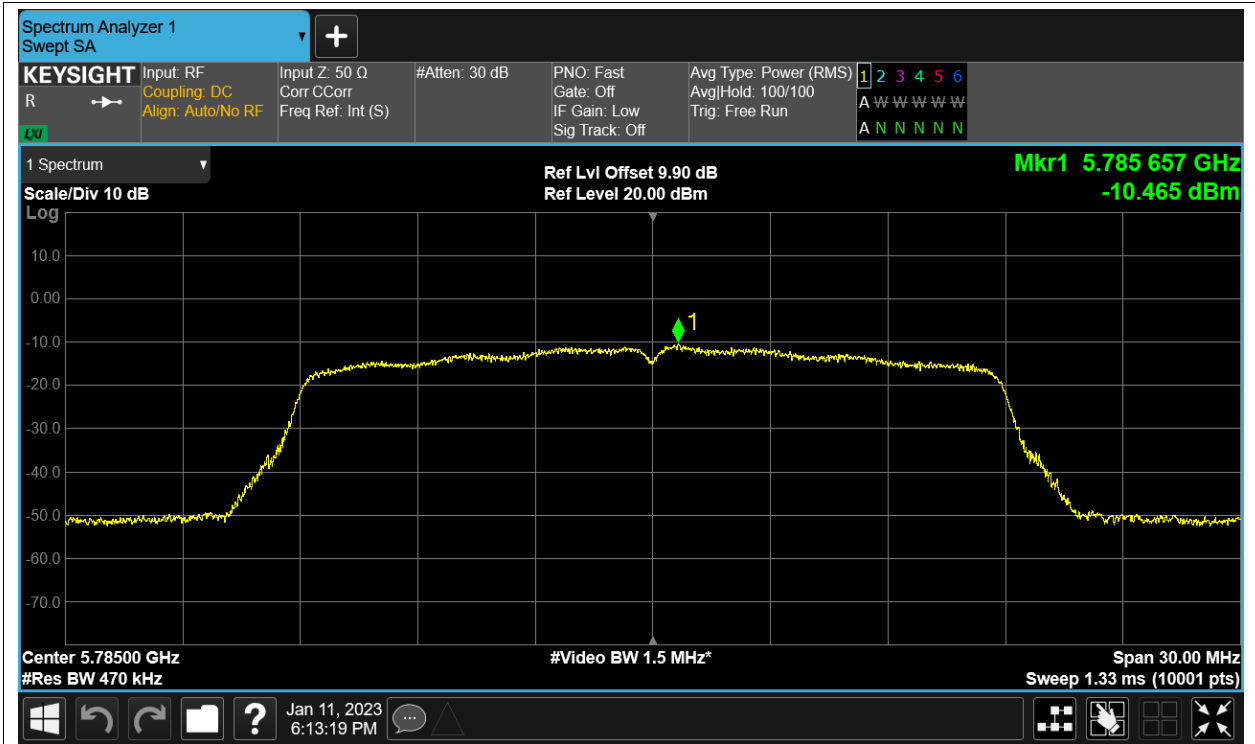 Spectrum Analyzer 1
Swept SA
KEYSIGHT
R
LXI
Input: RF
Coupling: DC
Align: Auto/No RF
Input Z: 50 Ω
Corr CCorr
Freq Ref: Int (S)
#Atten: 30 dB
PNO: Fast
Gate: Off
IF Gain: Low
Sig Track: Off
Avg Type: Power (RMS)
Avg|Hold: 100/100
Trig: Free Run
1 2 3 4 5 6
A W W W W W
A N N N N N
1 Spectrum
Scale/Div 10 dB
Log
Ref Lvl Offset 9.90 dB
Ref Level 20.00 dBm
Mkr1 5.785 657 GHz
-10.465 dBm
1
10.0
0.00
-10.0
-20.0
-30.0
-40.0
-50.0
-60.0
-70.0
Center 5.78500 GHz
#Res BW 470 kHz
#Video BW 1.5 MHz*
Span 30.00 MHz
Sweep 1.33 ms (10001 pts)
?
Jan 11, 2023
6:13:19 PM